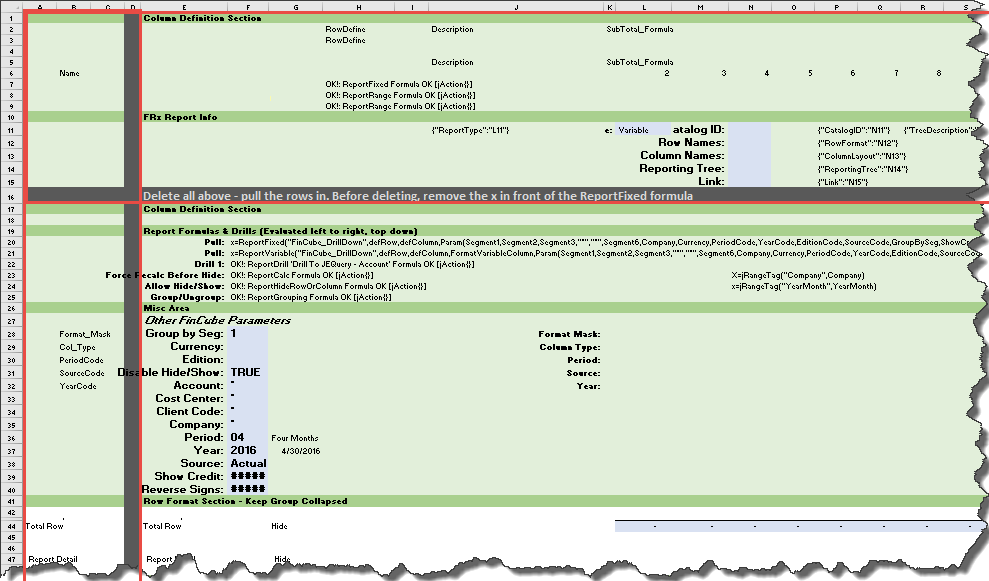 A B C D E F G H I J K L M N O P Q R S
1 Column Definition Section
2 RowDefine Description SubTotal_Formula
3 RowDefine
4
5 Description SubTotal_Formula
6 Name 2 3 4 5 6 7 8
7 OK!: ReportFixed Formula OK [jAction{}]
8 OK!: ReportRange Formula OK [jAction{}]
9 OK!: ReportRange Formula OK [jAction{}]
10 FRx Report Info
11 {"ReportType":"L11"} e: Variable atalog ID: {"CatalogID":"N11"} {"TreeDescription"
12 Row Names: {"RowFormat":"N12"}
13 Column Names: {"ColumnLayout":"N13"}
14 Reporting Tree: {"ReportingTree":"N14"}
15 Link: {"Link":"N15"}
16 Delete all above - pull the rows in. Before deleting, remove the x in front of the ReportFixed formula
17 Column Definition Section
18
19 Report Formulas & Drills (Evaluated left to right, top down)
20 Pull: x=ReportFixed("FinCube_DrillDown",defRow,defColumn,Param(Segment1,Segment2,Segment3,"""","""",Segment6,Company,Currency,PeriodCode,YearCode,EditionCode,SourceCode,GroupBySeg,ShowCr
21 Pull: x=ReportVariable("FinCube_DrillDown",defRow,defColumn,FormatVariableColumn,Param(Segment1,Segment2,Segment3,"""","""",Segment6,Company,Currency,PeriodCode,YearCode,EditionCode,SourceCod
22 Drill 1: OK!: ReportDrill 'Drill To JEQuery - Account' Formula OK [jAction{}]
23 Force Recalc Before Hide: OK!: ReportCalc Formula OK [jAction{}] X=jRangeTag("Company",Company)
24 Allow Hide/Show: OK!: ReportHideRowOrColumn Formula OK [jAction{}] x=jRangeTag("YearMonth",YearMonth)
25 Group/Ungroup: OK!: ReportGrouping Formula OK [jAction{}]
26 Misc Area
27 Other FinCube Parameters
28 Format_Mask Group by Seg: 1 Format Mask:
29 Col_Type Currency: Column Type:
30 PeriodCode Edition: Period:
31 SourceCode Disable Hide/Show: TRUE Source:
32 YearCode Account: * Year:
33 Cost Center: *
34 Client Code: *
35 Company: *
36 Period: 04 Four Months
37 Year: 2016 4/30/2016
38 Source: Actual
39 Show Credit: #####
40 Reverse Signs: #####
41 Row Format Section - Keep Group Collapsed
42
44 Total Row Total Row Hide - - - - - - - -
45
46
47 Report Detail Report Hide